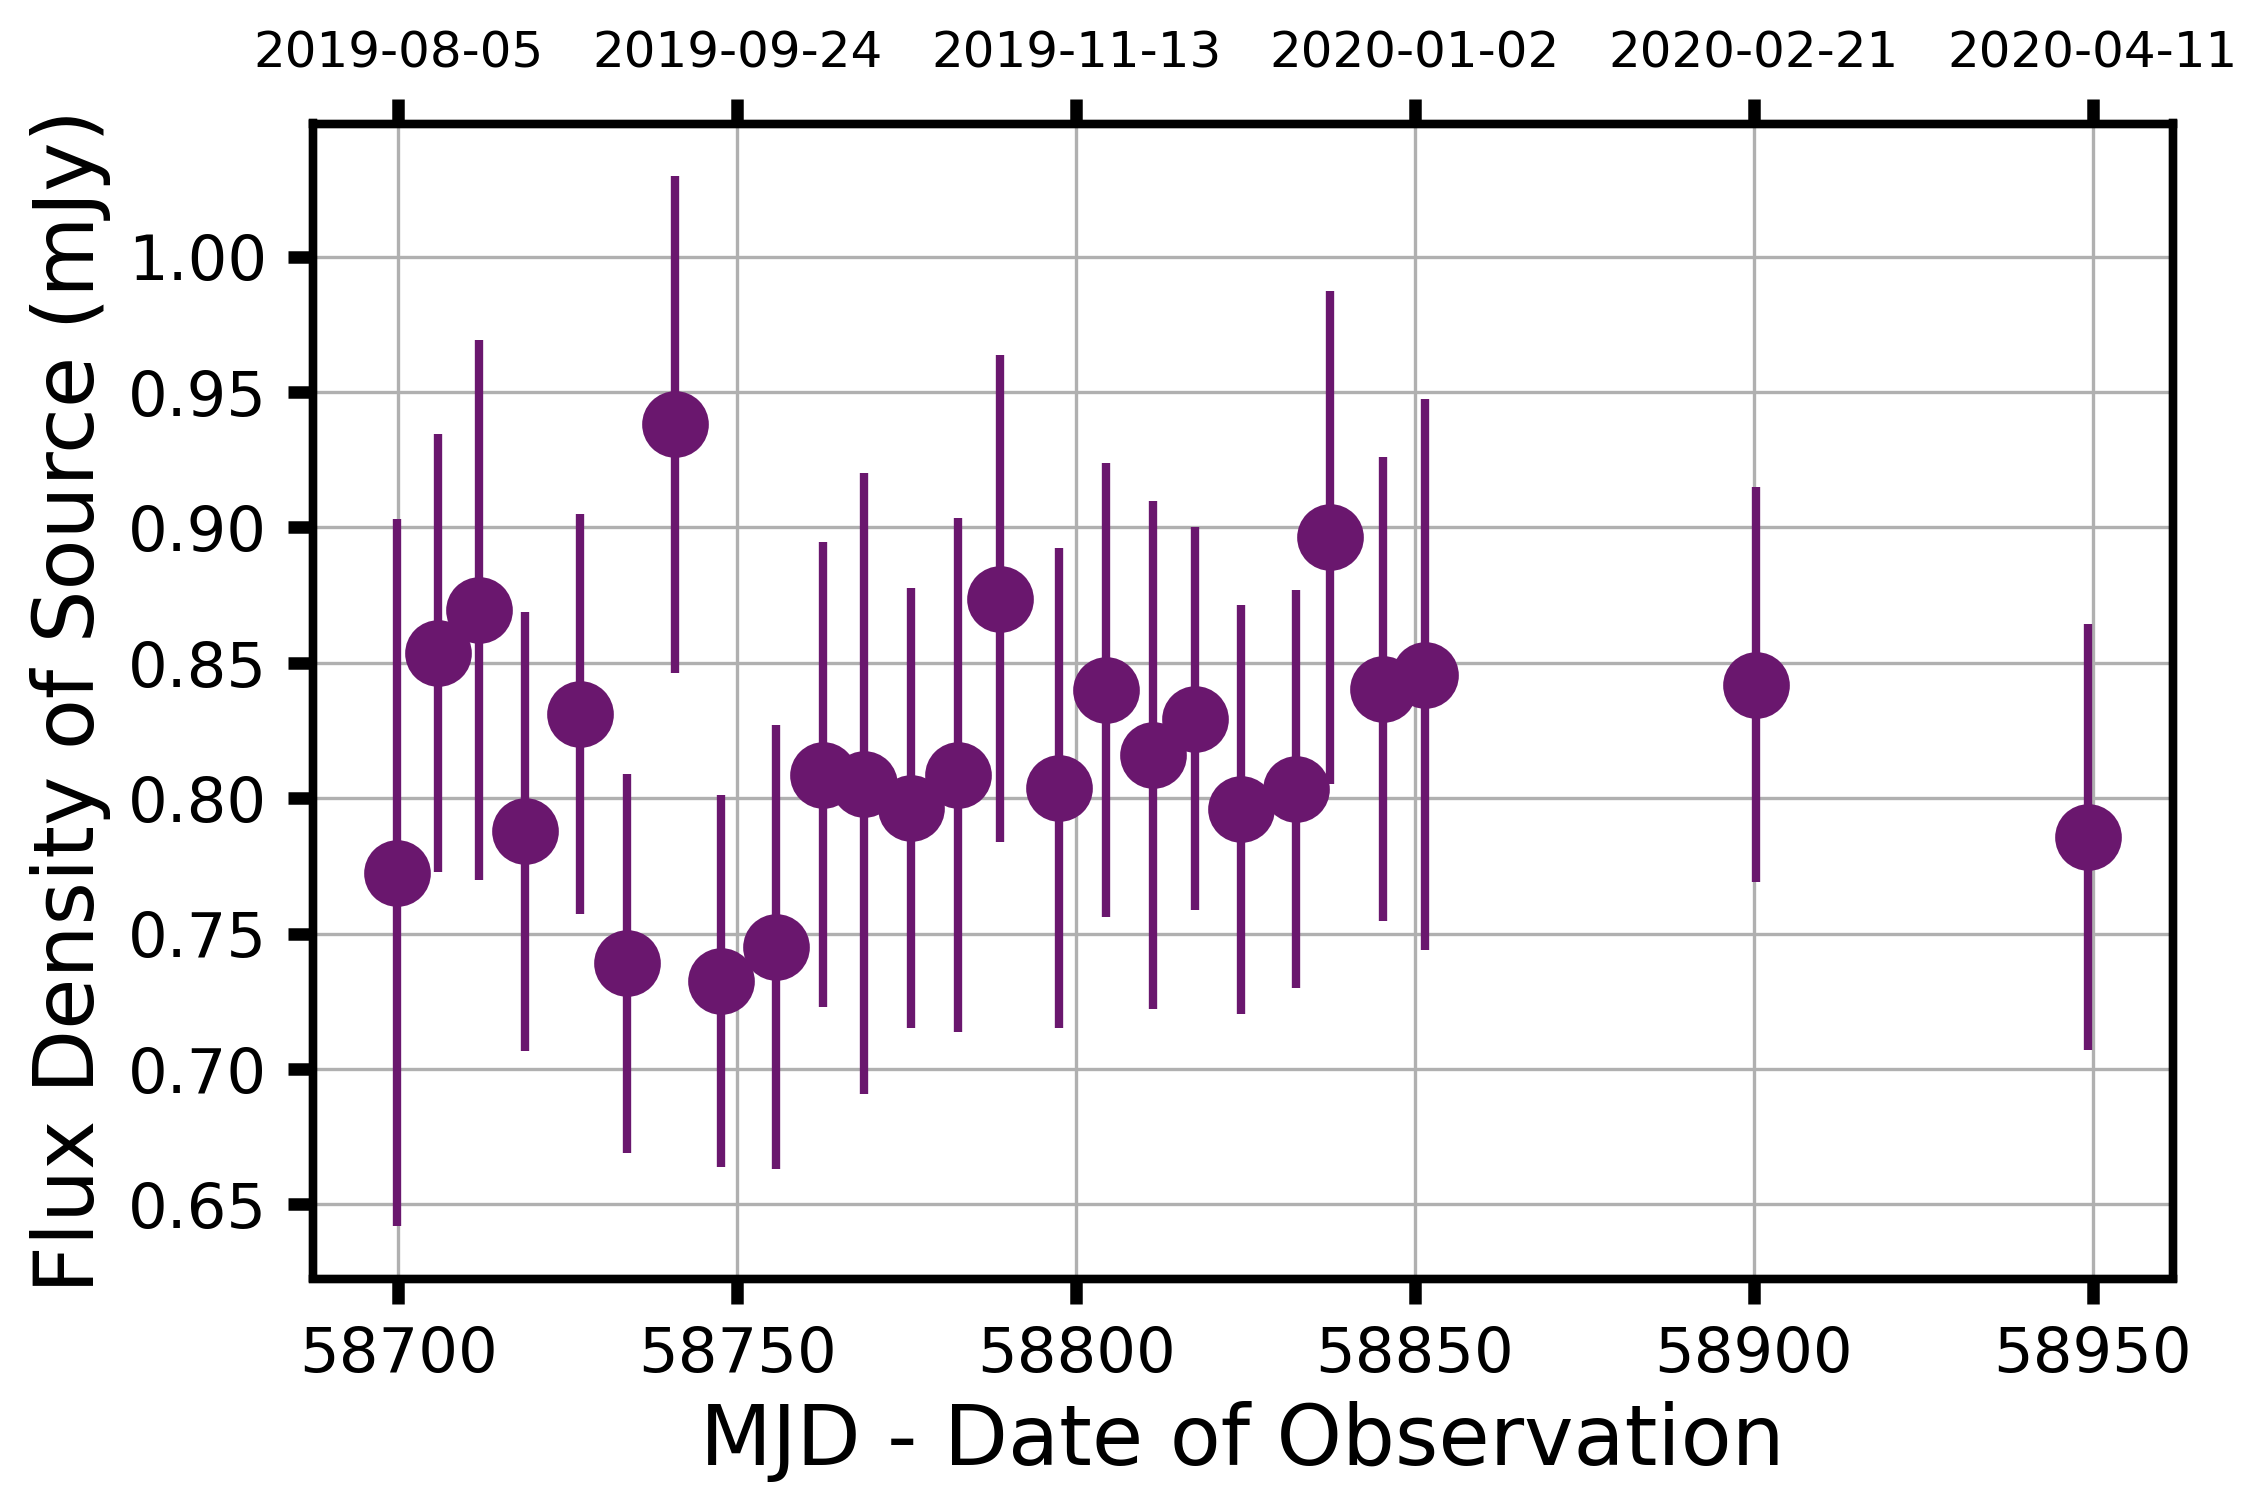 2019-08-05 2019-09-24 2019-11-13 2020-01-02 2020-02-21 2020-04-11
Flux Density of Source (mJy)
1.00
0.95
0.90
0.85
0.80
0.75
0.70
0.65
58700 58750 58800 58850 58900 58950
MJD - Date of Observation